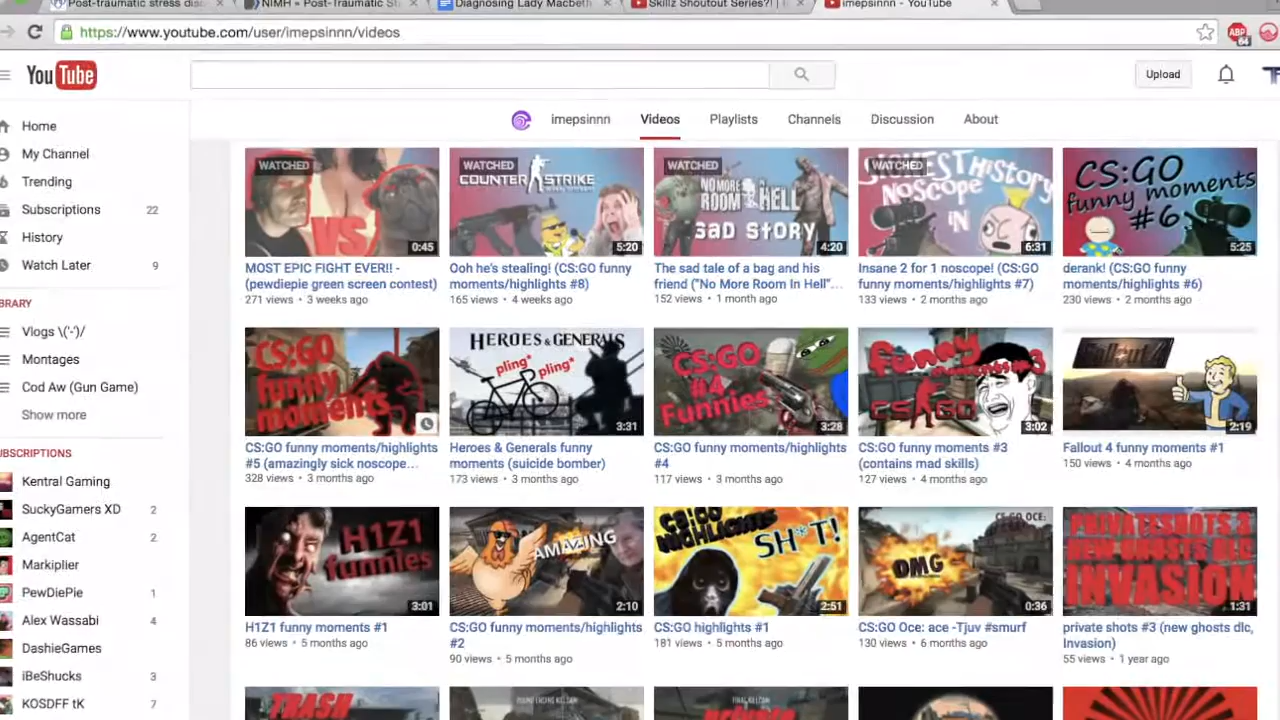 Post-traumatic stress dis
NIMH » Post-Traumatic St
Diagnosing Lady Macbeth
Skillz Shoutout Series?! |
imepsinnn - YouTube
https://www.youtube.com/user/imepsinnn/videos
ABP
64
YouTube
Upload
imepsinnn
Videos
Playlists
Channels
Discussion
About
Home
My Channel
Trending
Subscriptions 22
History
Watch Later 9
BRARY
Vlogs \('-')/
Montages
Cod Aw (Gun Game)
Show more
UBSCRIPTIONS
Kentral Gaming
SuckyGamers XD 2
AgentCat 2
Markiplier
PewDiePie 1
Alex Wassabi 4
DashieGames
iBeShucks 3
KOSDFF tK 7
WATCHED
VS
0:45
MOST EPIC FIGHT EVER!! -
(pewdiepie green screen contest)
271 views • 3 weeks ago
WATCHED
COUNTER STRIKE
5:20
Ooh he's stealing! (CS:GO funny
moments/highlights #8)
165 views • 4 weeks ago
WATCHED
NO MORE
ROOM IN HELL
SAD STORY
4:20
The sad tale of a bag and his
friend ("No More Room In Hell"...
152 views • 1 month ago
WATCHED
NOSCOPE
IN
HISTORY
6:31
Insane 2 for 1 noscope! (CS:GO
funny moments/highlights #7)
133 views • 2 months ago
CS:GO
funny moments
#6
5:25
derank! (CS:GO funny
moments/highlights #6)
230 views • 2 months ago
CS:GO
funny
moments
CS:GO funny moments/highlights
#5 (amazingly sick noscope...
328 views • 3 months ago
HEROES & GENERALS
pling*
pling*
3:31
Heroes & Generals funny
moments (suicide bomber)
173 views • 3 months ago
CS:GO
#4
Funnies
3:28
CS:GO funny moments/highlights
#4
117 views • 3 months ago
funny
moments#3
CS GO
3:02
CS:GO funny moments #3
(contains mad skills)
127 views • 4 months ago
Fallout 4
2:19
Fallout 4 funny moments #1
150 views • 4 months ago
H1Z1
funnies
3:01
H1Z1 funny moments #1
86 views • 5 months ago
AMAZING
2:10
CS:GO funny moments/highlights
#2
90 views • 5 months ago
CS:GO
HIGHLIGHTS
SH*T!
2:51
CS:GO highlights #1
181 views • 5 months ago
CS:GO OCE:
OMG
0:36
CS:GO Oce: ace -Tjuv #smurf
130 views • 6 months ago
PRIVATESHOTS 3
NEW GHOSTS DLC
INVASION
1:31
private shots #3 (new ghosts dlc,
Invasion)
55 views • 1 year ago
TRASH